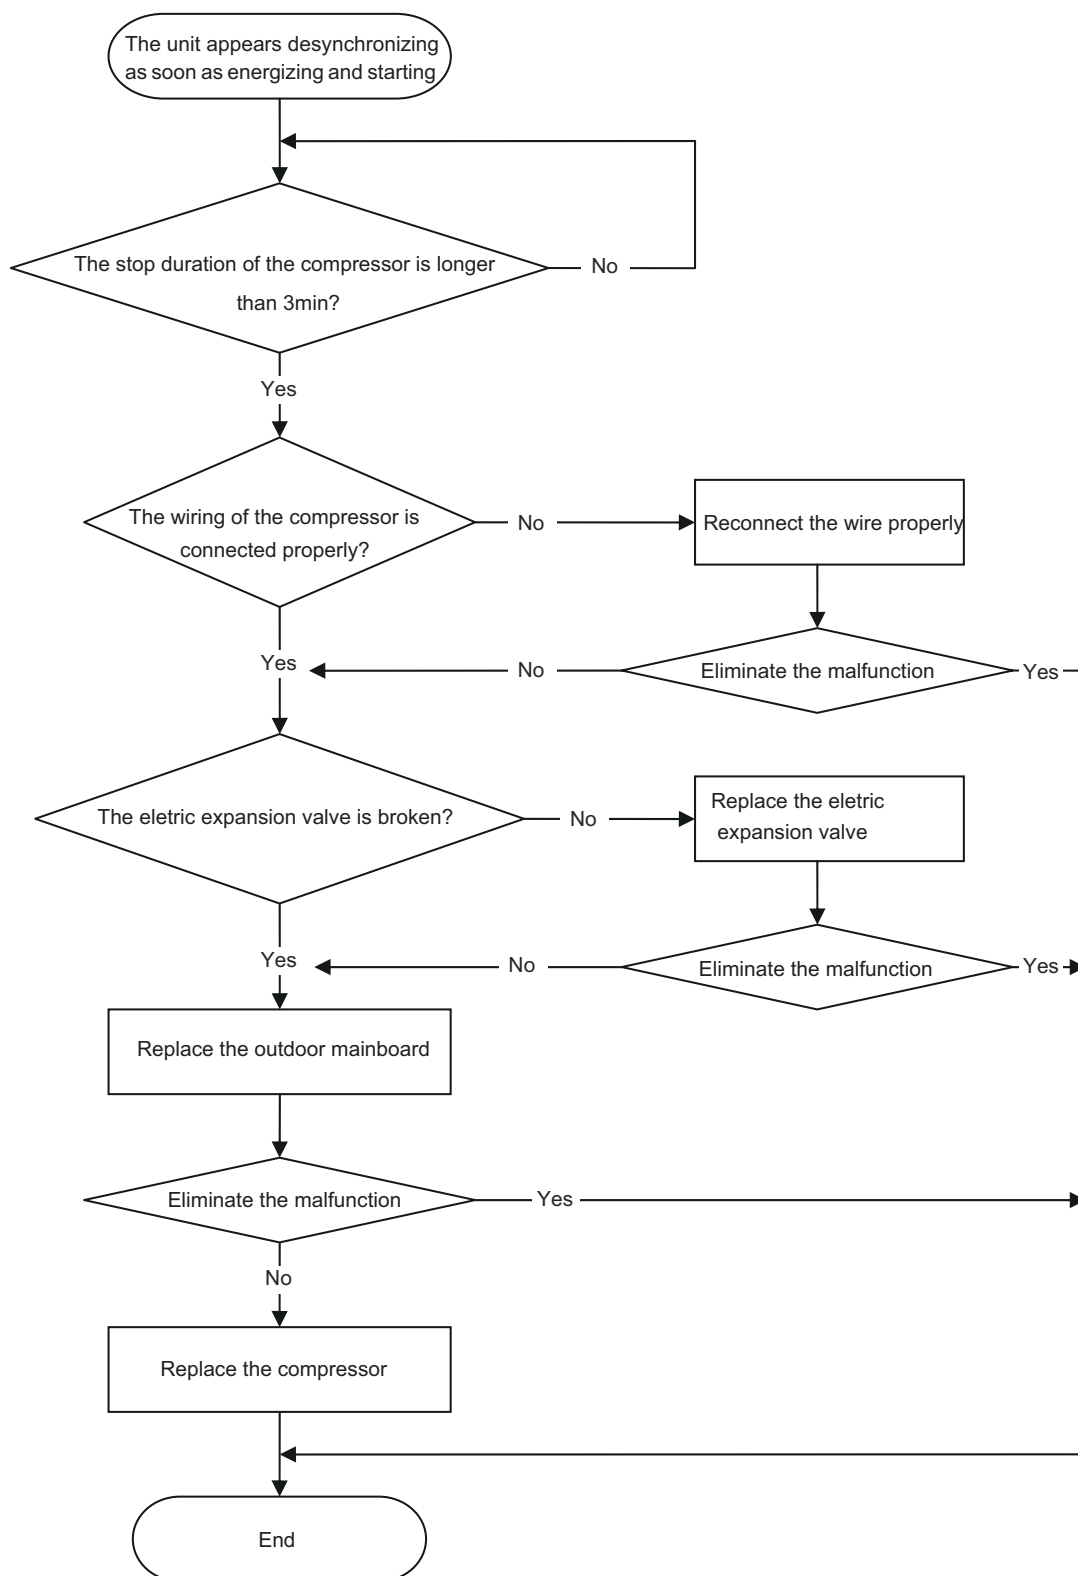 The unit appears desynchronizing
as soon as energizing and starting
The stop duration of the compressor is longer
than 3min?
No
Yes
The wiring of the compressor is
connected properly?
No
Reconnect the wire properly
Yes
No
Eliminate the malfunction
Yes
The eletric expansion valve is broken?
No
Replace the eletric
expansion valve
Yes
No
Eliminate the malfunction
Yes
Replace the outdoor mainboard
Eliminate the malfunction
Yes
No
Replace the compressor
End